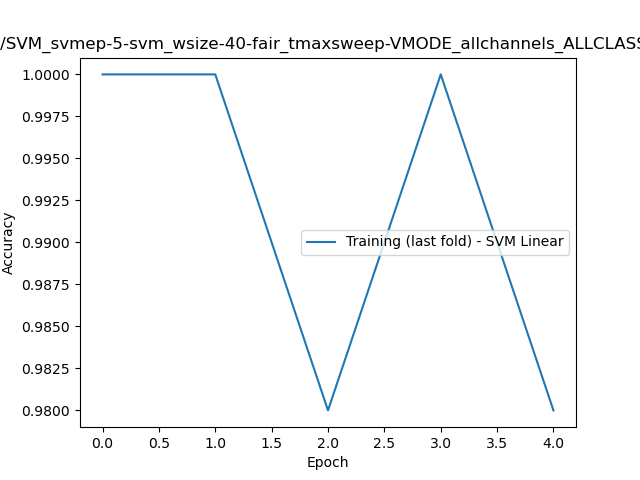 /SVM_svmep-5-svm_wsize-40-fair_tmaxsweep-VMODE_allchannels_ALLCLASS
1.0000
0.9975
0.9950
0.9925
0.9900
0.9875
0.9850
0.9825
0.9800
Accuracy
Training (last fold) - SVM Linear
0.0 0.5 1.0 1.5 2.0 2.5 3.0 3.5 4.0
Epoch